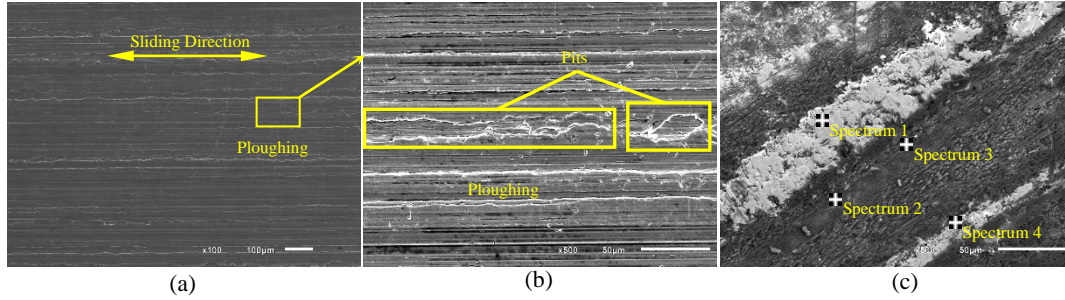 Sliding Direction
Ploughing
x100 100μm
(a)
Pits
Ploughing
x500 50μm
(b)
Spectrum 1
Spectrum 3
Spectrum 2
Spectrum 4
50μm
(c)